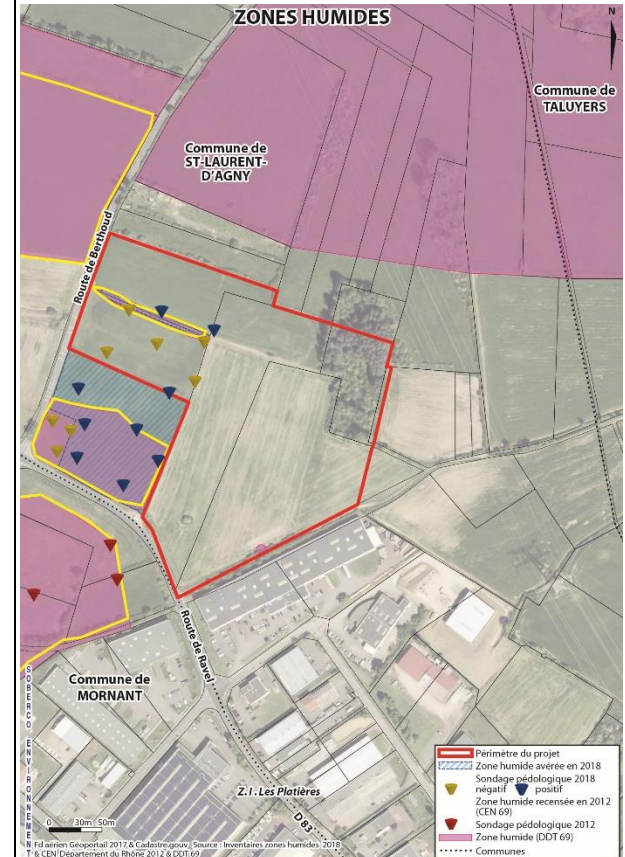 ZONES HUMIDES
N
Commune de
TALUYERS
Commune de
ST-LAURENT-
D'AGNY
Route de Berthoud
Route de Ravel
Commune de
MORNANT
Z.I. Les Platières
D 83
SOBERCO ENVIRONNEMENT
0 30m 50m
Périmètre du projet
Zone humide avérée en 2018
Sondage pédologique 2018
négatif positif
Zone humide recensée en 2012
(CEN 69)
Sondage pédologique 2012
Zone humide (DDT 69)
Communes
Fd aérien Géoportail 2017 & Cadastre.gouv Source : Inventaires zones humides 2018
& CEN Département du Rhône 2012 & DDT 69